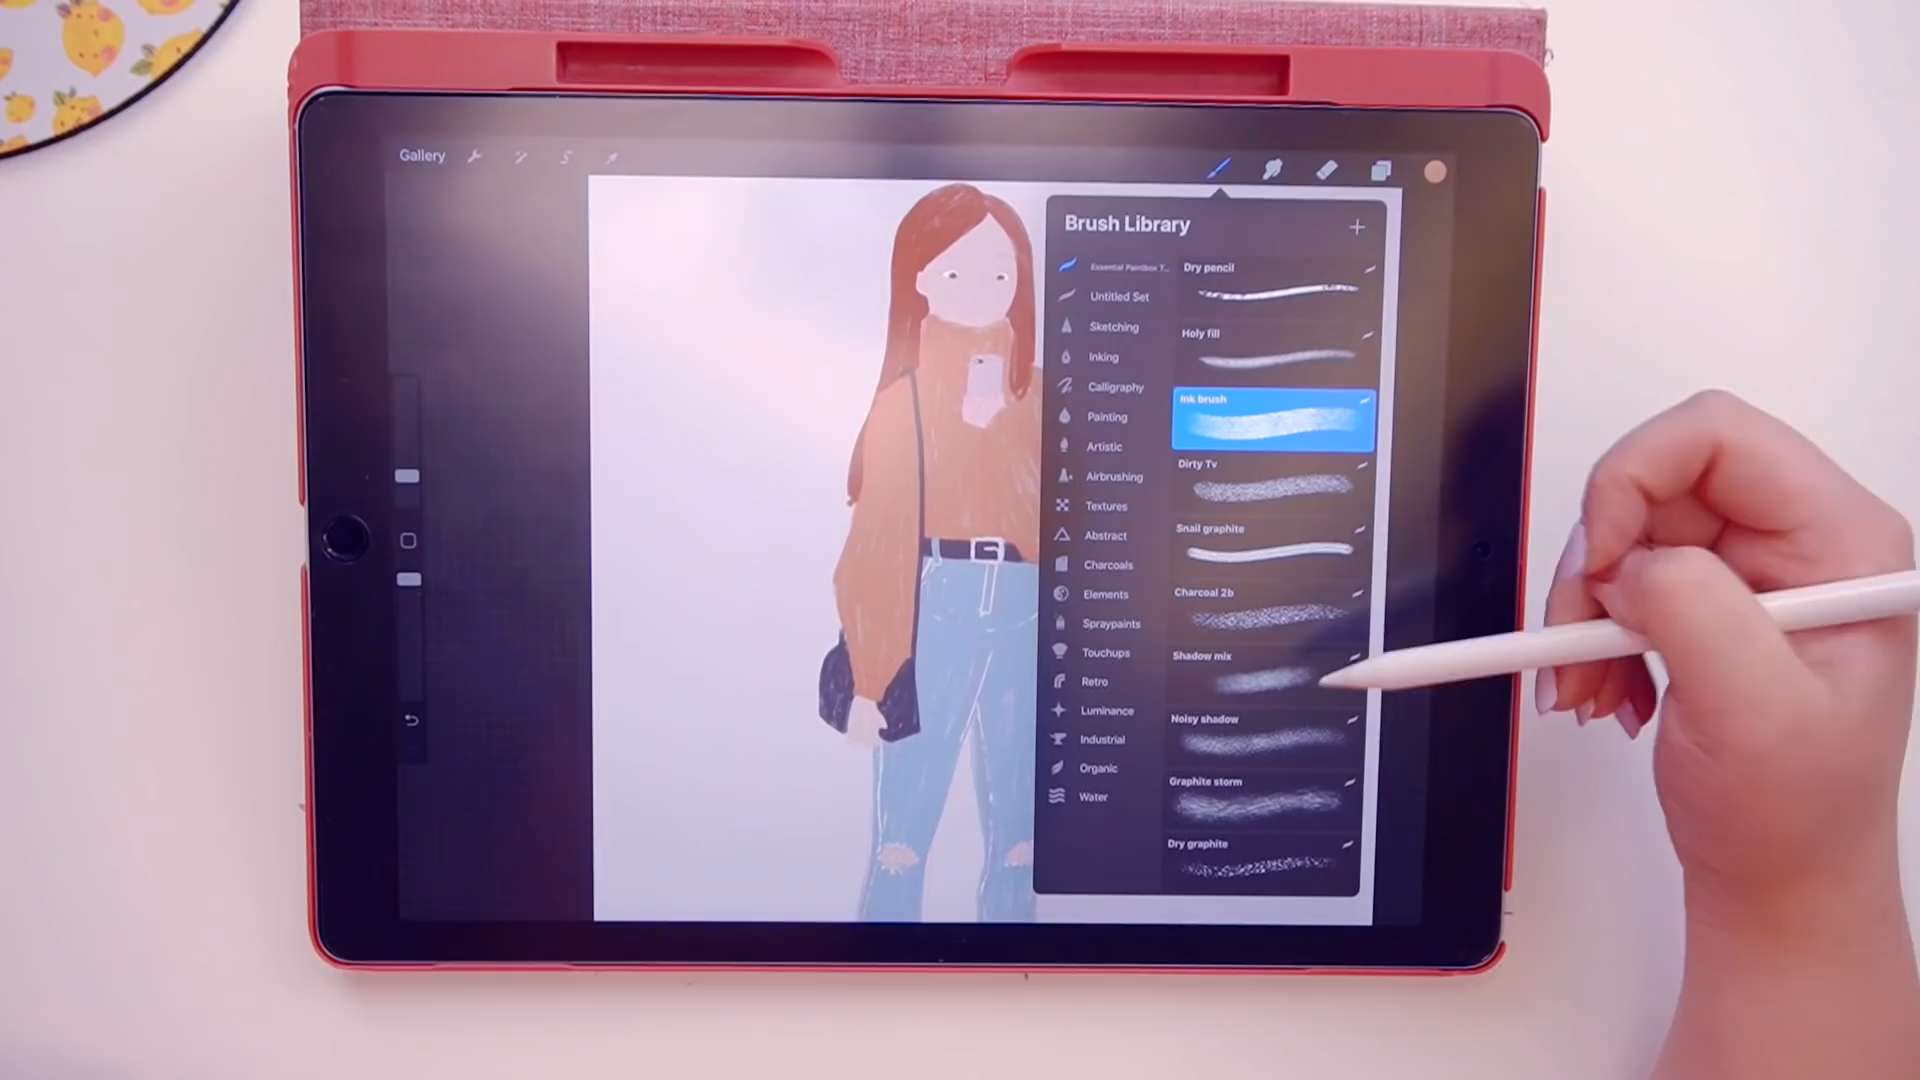 Gallery
Brush Library
Essential Paintbox T...
Untitled Set
Sketching
Inking
Calligraphy
Painting
Artistic
Airbrushing
Textures
Abstract
Charcoals
Elements
Spraypaints
Touchups
Retro
Luminance
Industrial
Organic
Water
Dry pencil
Holy fill
Ink brush
Dirty Tv
Snail graphite
Charcoal 2b
Shadow mix
Noisy shadow
Graphite storm
Dry graphite